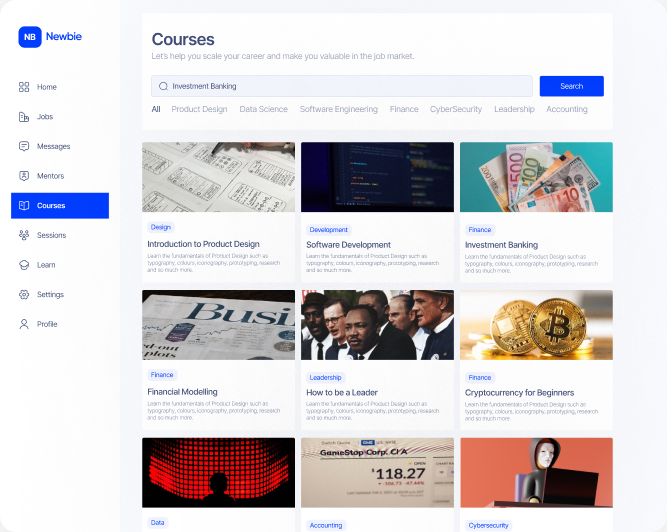 NB Newbie
Home
Jobs
Messages
Mentors
Courses
Sessions
Learn
Settings
Profile
Courses
Let's help you scale your career and make you valuable in the job market.
Investment Banking
Search
All Product Design Data Science Software Engineering Finance CyberSecurity Leadership Accounting
Design
Introduction to Product Design
Learn the fundamentals of Product Design such as
typography, colours, iconography, prototyping, research
and so much more.
Development
Software Development
Learn the fundamentals of Product Design such as
typography, colours, iconography, prototyping, research
and so much more.
500
100
10
Finance
Investment Banking
Learn the fundamentals of Product Design such as
typography, colours, iconography, prototyping, research
and so much more.
Busi
rd-out
plots
Finance
Financial Modelling
Learn the fundamentals of Product Design such as
typography, colours, iconography, prototyping, research
and so much more.
Leadership
How to be a Leader
Learn the fundamentals of Product Design such as
typography, colours, iconography, prototyping, research
and so much more.
Finance
Cryptocurrency for Beginners
Learn the fundamentals of Product Design such as
typography, colours, iconography, prototyping, research
and so much more.
Data
GameStop Corp. Cl A
$118.27
OPEN
Accounting
Cybersecurity